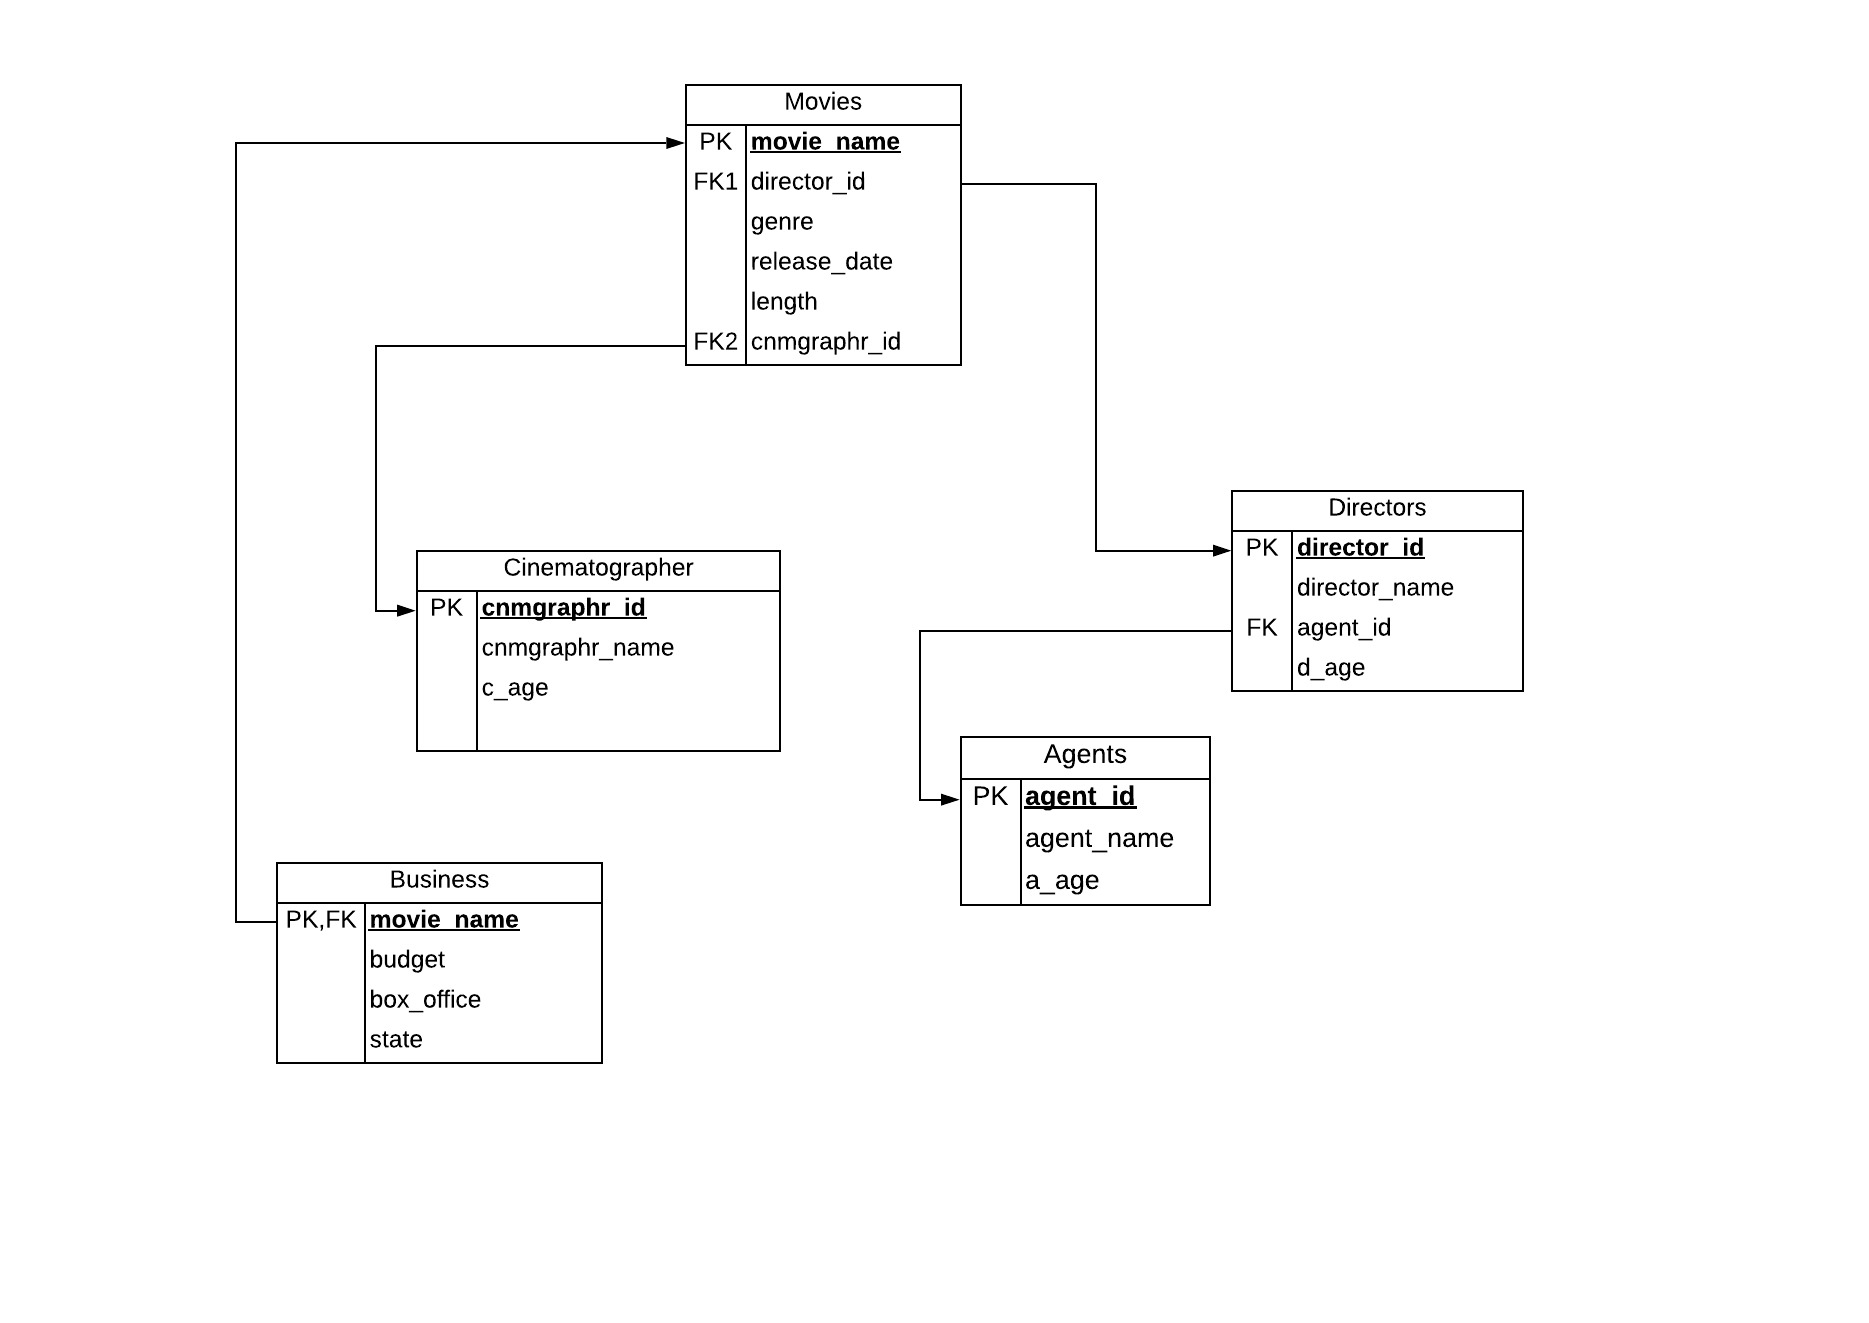 Movies
PK movie_name
FK1 director_id
genre
release_date
length
FK2 cnmgraphr_id
Directors
PK director_id
director_name
FK agent_id
d_age
Cinematographer
PK cnmgraphr_id
cnmgraphr_name
c_age
Agents
PK agent_id
agent_name
a_age
Business
PK,FK movie_name
budget
box_office
state